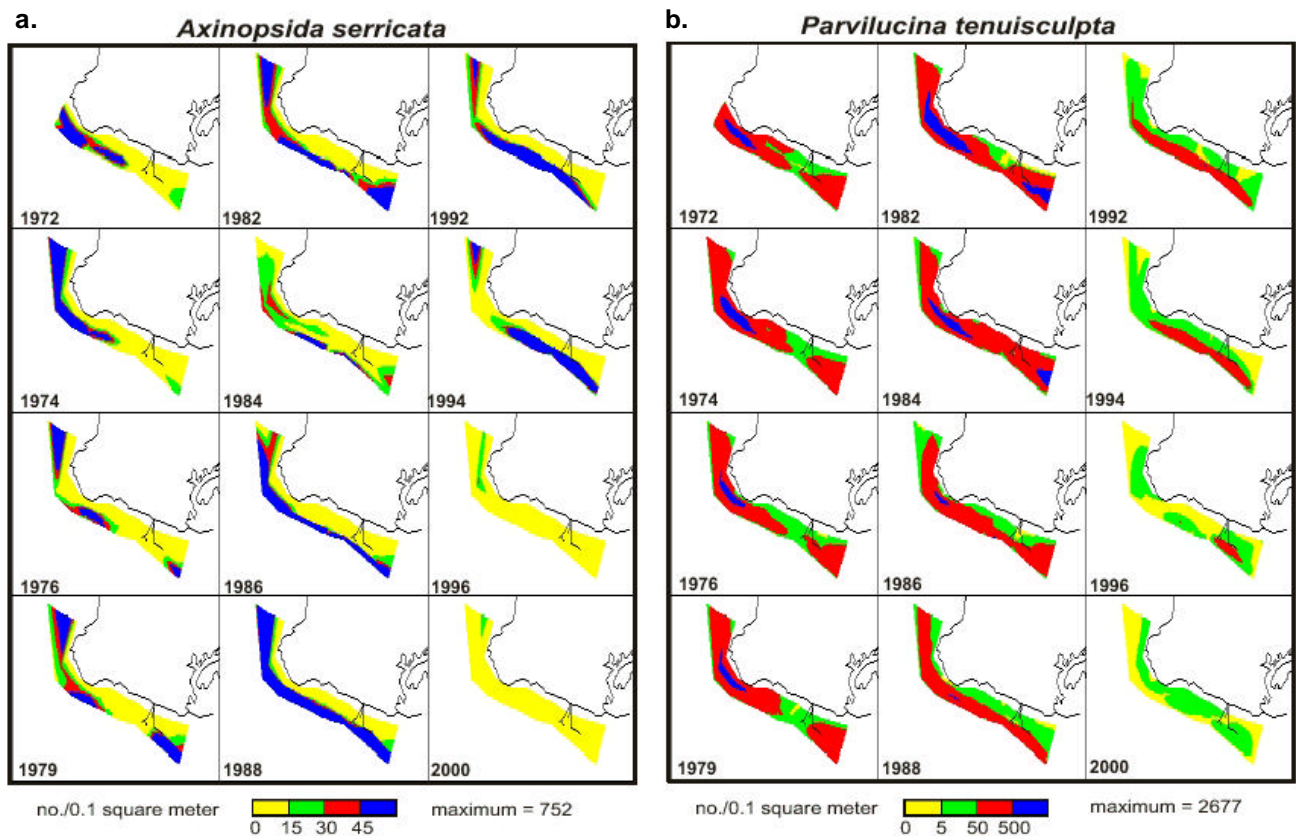 a.
Axinopsida serricata
1972
1982
1992
1974
1984
1994
1976
1986
1996
1979
1988
2000
no./0.1 square meter
0 15 30 45
maximum = 752
b.
Parvilucina tenuisculpta
1972
1982
1992
1974
1984
1994
1976
1986
1996
1979
1988
2000
no./0.1 square meter
0 5 50 500
maximum = 2677